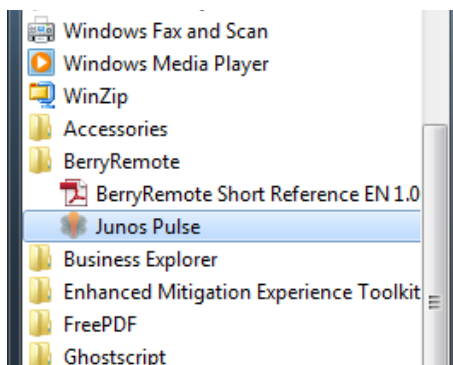 Windows Fax and Scan
Windows Media Player
WinZip
Accessories
BerryRemote
BerryRemote Short Reference EN 1.0
Junos Pulse
Business Explorer
Enhanced Mitigation Experience Toolkit
FreePDF
Ghostscript